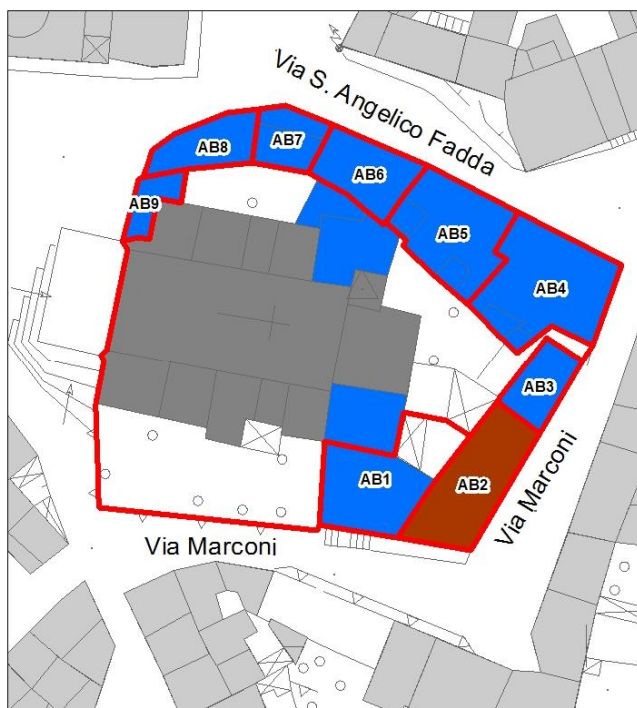 Via S. Angelico Fadda
AB7
AB8
AB6
AB9
AB5
AB4
AB3
AB1
AB2
Via Marconi
Via Marconi